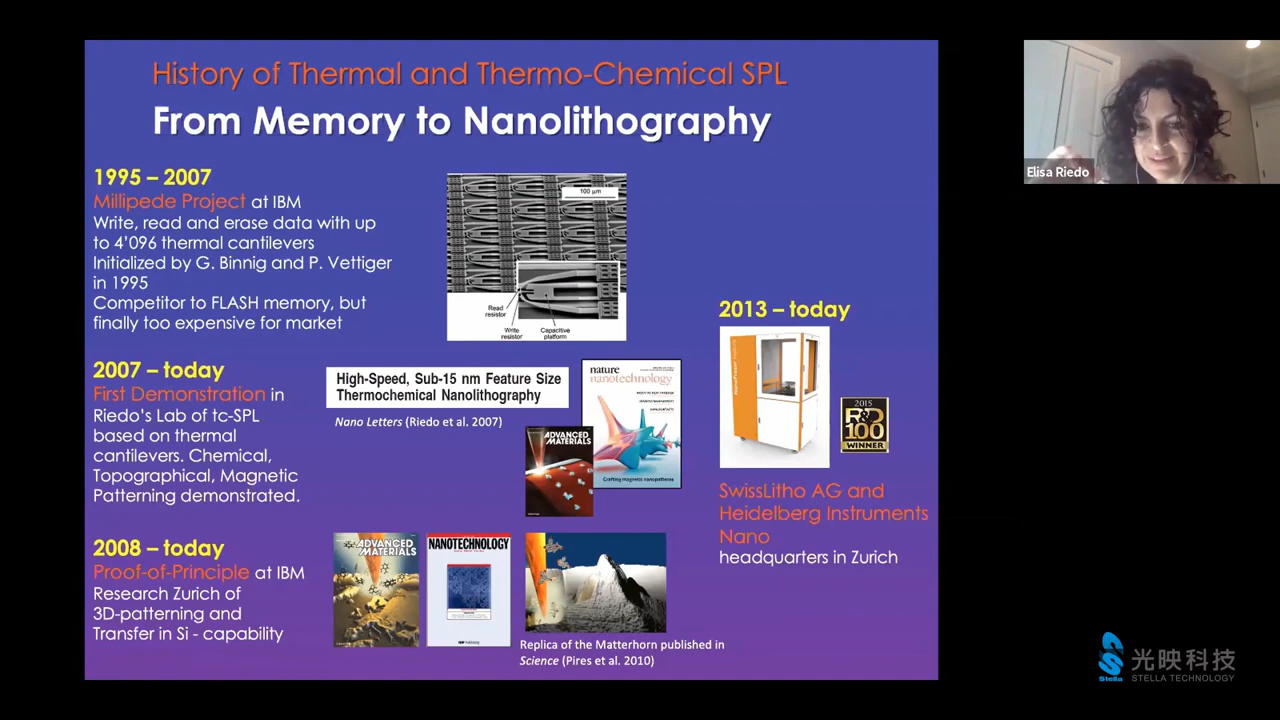 History of Thermal and Thermo-Chemical SPL
From Memory to Nanolithography
1995 – 2007
Millipede Project at IBM
Write, read and erase data with up
to 4'096 thermal cantilevers
Initialized by G. Binnig and P. Vettiger
in 1995
Competitor to FLASH memory, but
finally too expensive for market
100 µm
Read
resistor
Write
resistor
Capacitive
platform
2007 – today
First Demonstration in
Riedo's Lab of tc-SPL
based on thermal
cantilevers. Chemical,
Topographical, Magnetic
Patterning demonstrated.
High-Speed, Sub-15 nm Feature Size
Thermochemical Nanolithography
Nano Letters (Riedo et al. 2007)
nature
nanotechnology
Crafting magnetic nanopatterns
ADVANCED
MATERIALS
2008 – today
Proof-of-Principle at IBM
Research Zurich of
3D-patterning and
Transfer in Si - capability
ADVANCED
MATERIALS
NANOTECHNOLOGY
Replica of the Matterhorn published in
Science (Pires et al. 2010)
2013 – today
2015
R&D
100
WINNER
SwissLitho AG and
Heidelberg Instruments
Nano
headquarters in Zurich
Elisa Riedo
Stella
光映科技
STELLA TECHNOLOGY